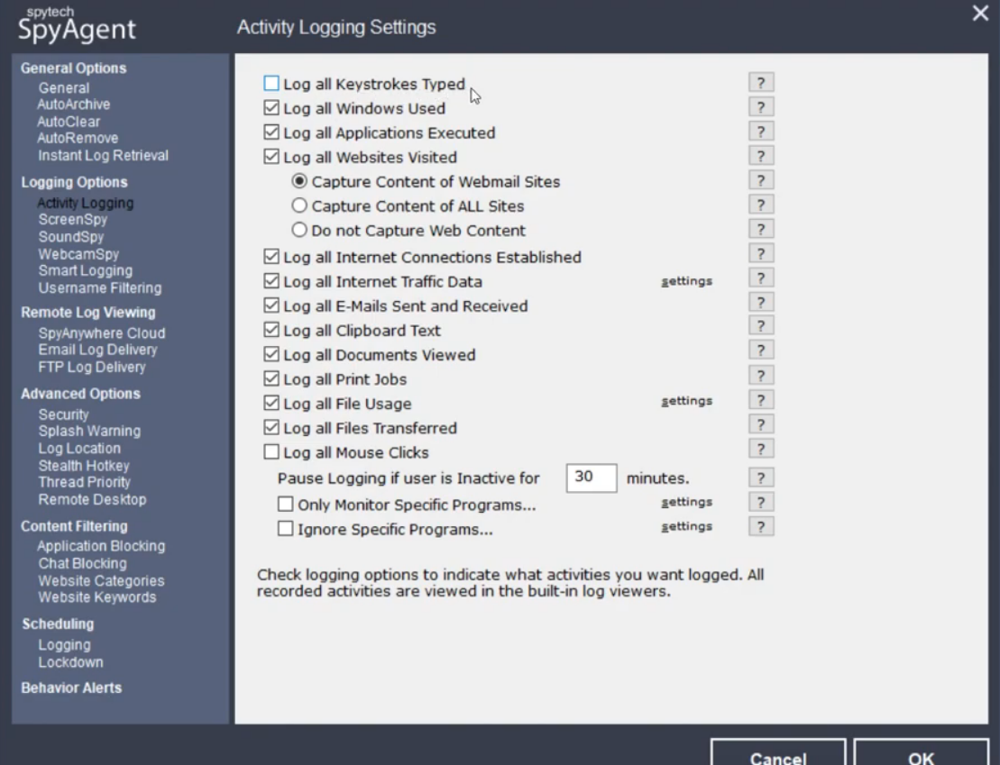 spytech
SpyAgent
Activity Logging Settings
General Options
General
AutoArchive
AutoClear
AutoRemove
Instant Log Retrieval
Logging Options
Activity Logging
ScreenSpy
SoundSpy
WebcamSpy
Smart Logging
Username Filtering
Remote Log Viewing
SpyAnywhere Cloud
Email Log Delivery
FTP Log Delivery
Advanced Options
Security
Splash Warning
Log Location
Stealth Hotkey
Thread Priority
Remote Desktop
Content Filtering
Application Blocking
Chat Blocking
Website Categories
Website Keywords
Scheduling
Logging
Lockdown
Behavior Alerts
Log all Keystrokes Typed ?
Log all Windows Used ?
Log all Applications Executed ?
Log all Websites Visited ?
Capture Content of Webmail Sites ?
Capture Content of ALL Sites ?
Do not Capture Web Content ?
Log all Internet Connections Established ?
Log all Internet Traffic Data settings ?
Log all E-Mails Sent and Received ?
Log all Clipboard Text ?
Log all Documents Viewed ?
Log all Print Jobs ?
Log all File Usage settings ?
Log all Files Transferred ?
Log all Mouse Clicks ?
Pause Logging if user is Inactive for 30 minutes. ?
Only Monitor Specific Programs... settings ?
Ignore Specific Programs... settings ?
Check logging options to indicate what activities you want logged. All
recorded activities are viewed in the built-in log viewers.
Cancel OK